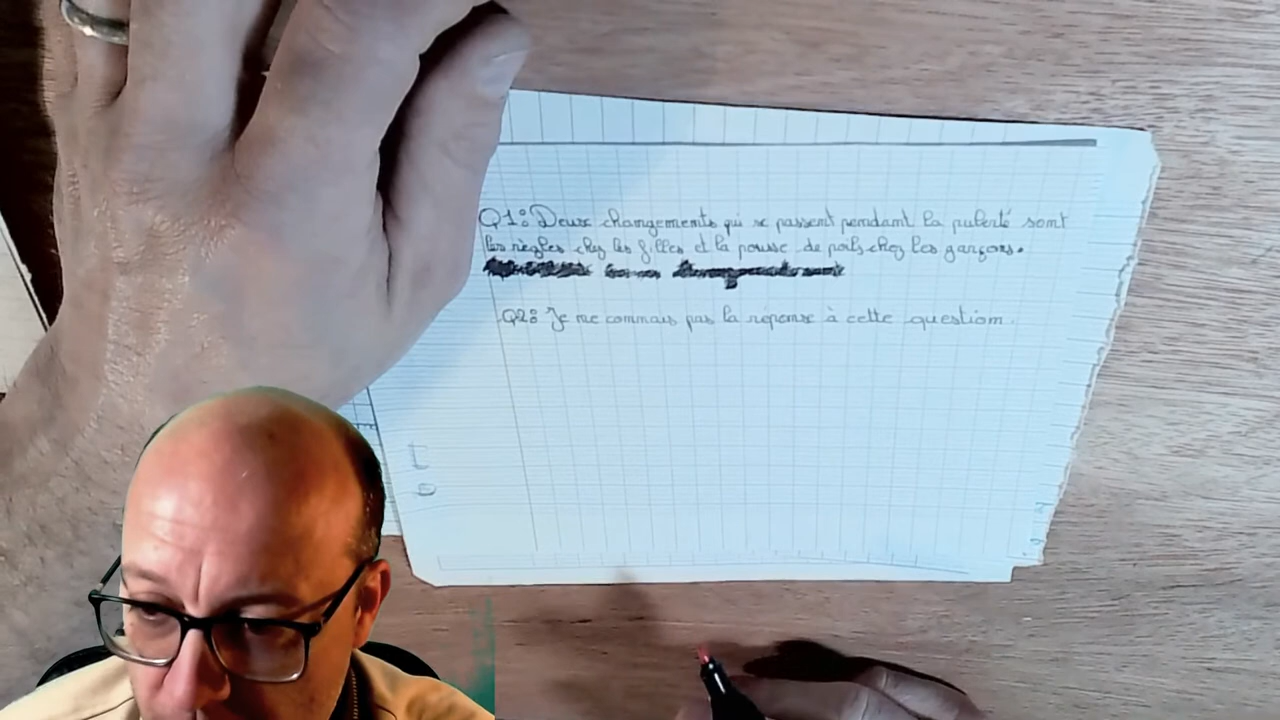 Q1: Deux changements qui se passent pendant la puberté sont
les règles chez les filles et la pousse de poils chez les garçons.
Q2: Je ne connais pas la réponse à cette question.